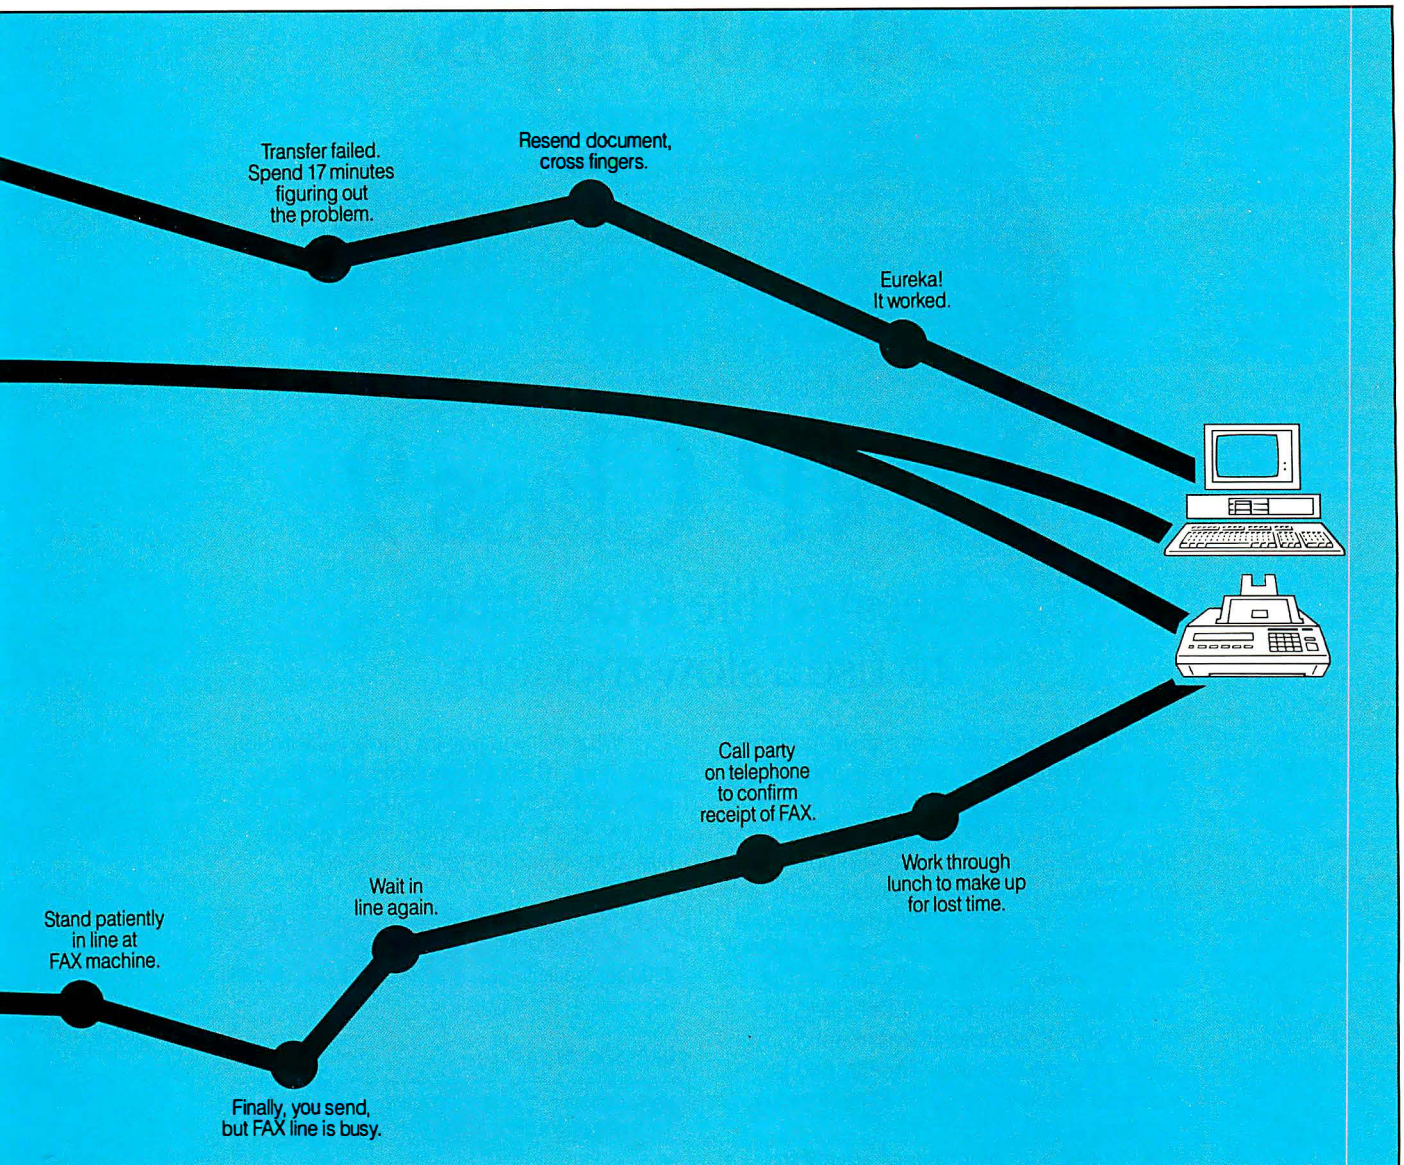 Transfer failed.
Spend 17 minutes
figuring out
the problem.
Resend document,
cross fingers.
Eureka!
It worked.
Call party
on telephone
to confirm
receipt of FAX.
Work through
lunch to make up
for lost time.
Wait in
line again.
Stand patiently
in line at
FAX machine.
Finally, you send,
but FAX line is busy.